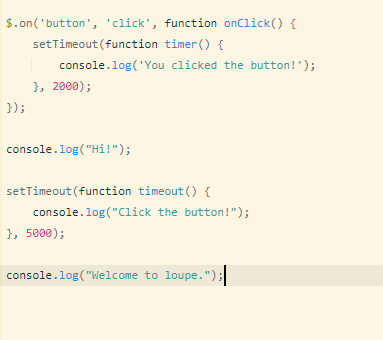 $.on('button', 'click', function onClick() {
    setTimeout(function timer() {
        console.log('You clicked the button!');
    }, 2000);
});

console.log("Hi!");

setTimeout(function timeout() {
    console.log("Click the button!");
}, 5000);

console.log("Welcome to loupe.");